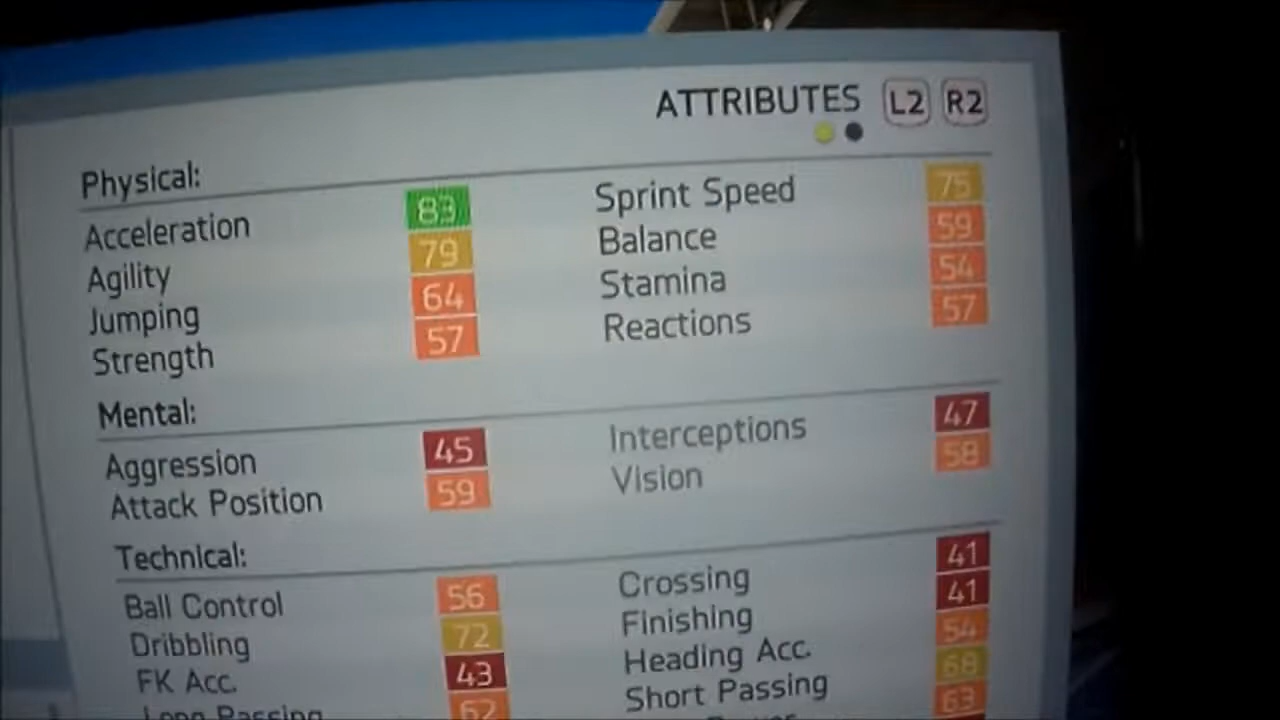 ATTRIBUTES L2 R2
Physical:
Acceleration 83 Sprint Speed 75
Agility 79 Balance 59
Jumping 64 Stamina 54
Strength 57 Reactions 57
Mental:
Aggression 45 Interceptions 47
Attack Position 59 Vision 58
Technical:
Ball Control 56 Crossing 41
Dribbling 72 Finishing 41
FK Acc. 43 Heading Acc. 54
Long Passing 62 Short Passing 68
63